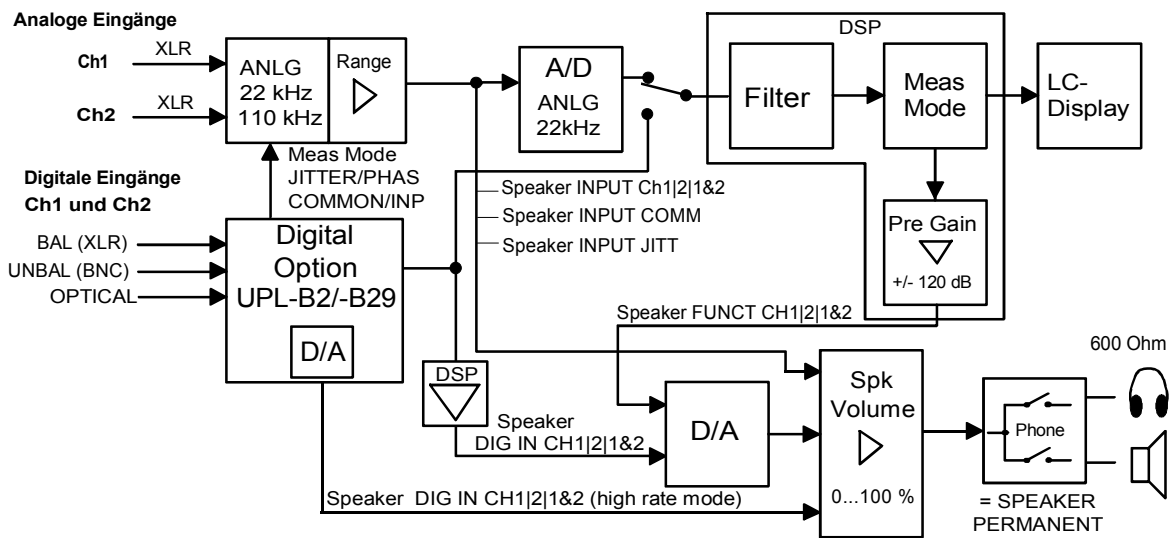 Analoge Eingänge
Ch1
XLR
Ch2
XLR
ANLG
22 kHz
110 kHz
Range
A/D
ANLG
22kHz
DSP
Filter
Meas
Mode
LC-
Display
Meas Mode
JITTER/PHAS
COMMON/INP
Digitale Eingänge
Ch1 und Ch2
BAL (XLR)
UNBAL (BNC)
OPTICAL
Digital
Option
UPL-B2/-B29
D/A
Speaker INPUT Ch1|2|1&2
Speaker INPUT COMM
Speaker INPUT JITT
Pre Gain
+/- 120 dB
Speaker FUNCT CH1|2|1&2
DSP
Speaker
DIG IN CH1|2|1&2
D/A
Spk
Volume
0...100 %
600 Ohm
Phone
= SPEAKER
PERMANENT
Speaker DIG IN CH1|2|1&2 (high rate mode)